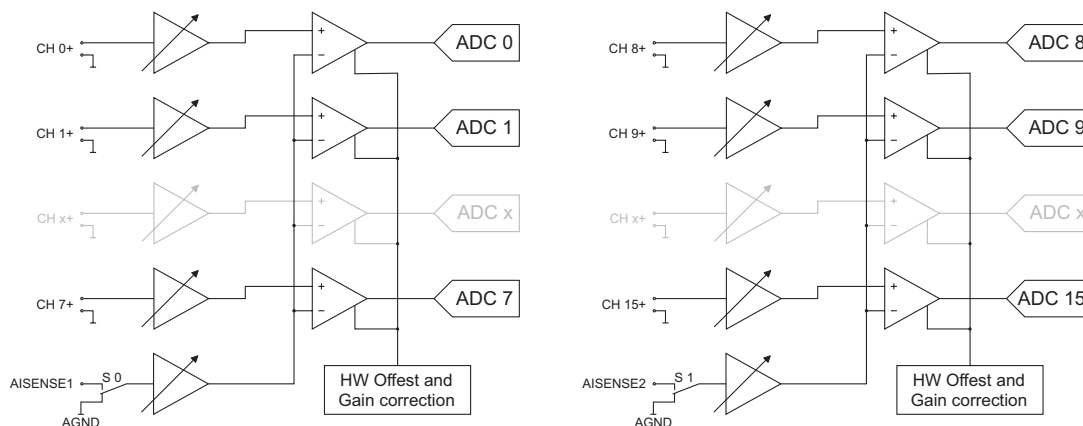 CH 0+
+
−
ADC 0
CH 1+
+
−
ADC 1
CH x+
+
−
ADC x
CH 7+
+
−
ADC 7
AISENSE1
S 0
AGND
HW Offest and
Gain correction
CH 8+
+
−
ADC 8
CH 9+
+
−
ADC 9
CH x+
+
−
ADC x
CH 15+
+
−
ADC 15
AISENSE2
S 1
AGND
HW Offest and
Gain correction